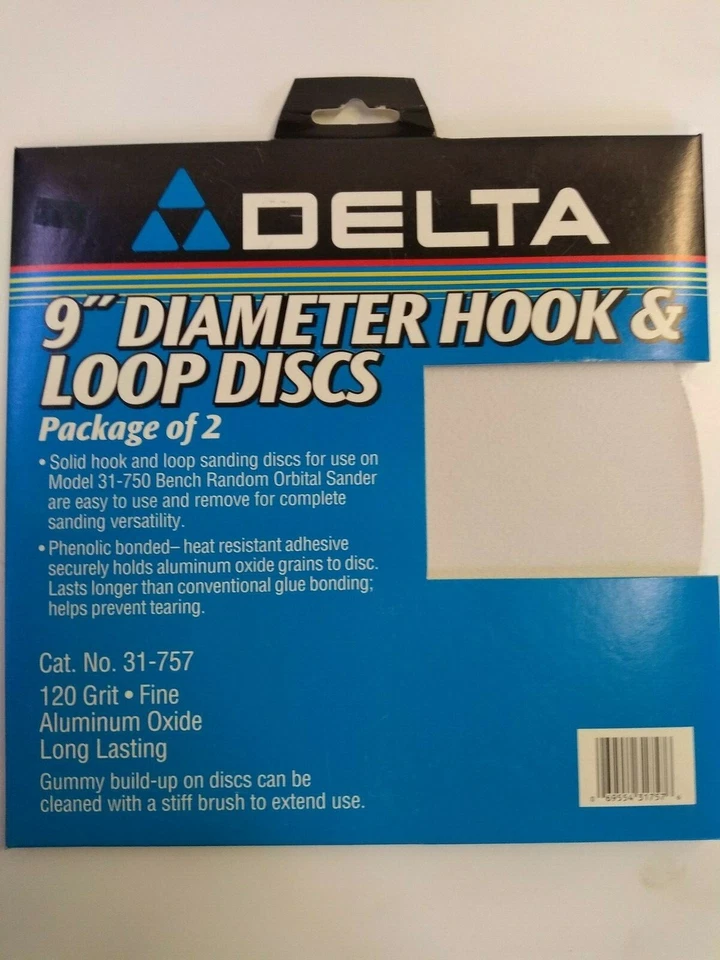 DELTA
9" DIAMETER HOOK &
LOOP DISCS
Package of 2
• Solid hook and loop sanding discs for use on
Model 31-750 Bench Random Orbital Sander
are easy to use and remove for complete
sanding versatility.
• Phenolic bonded– heat resistant adhesive
securely holds aluminum oxide grains to disc.
Lasts longer than conventional glue bonding;
helps prevent tearing.
Cat. No. 31-757
120 Grit • Fine
Aluminum Oxide
Long Lasting
Gummy build-up on discs can be
cleaned with a stiff brush to extend use.
0 69554 31757